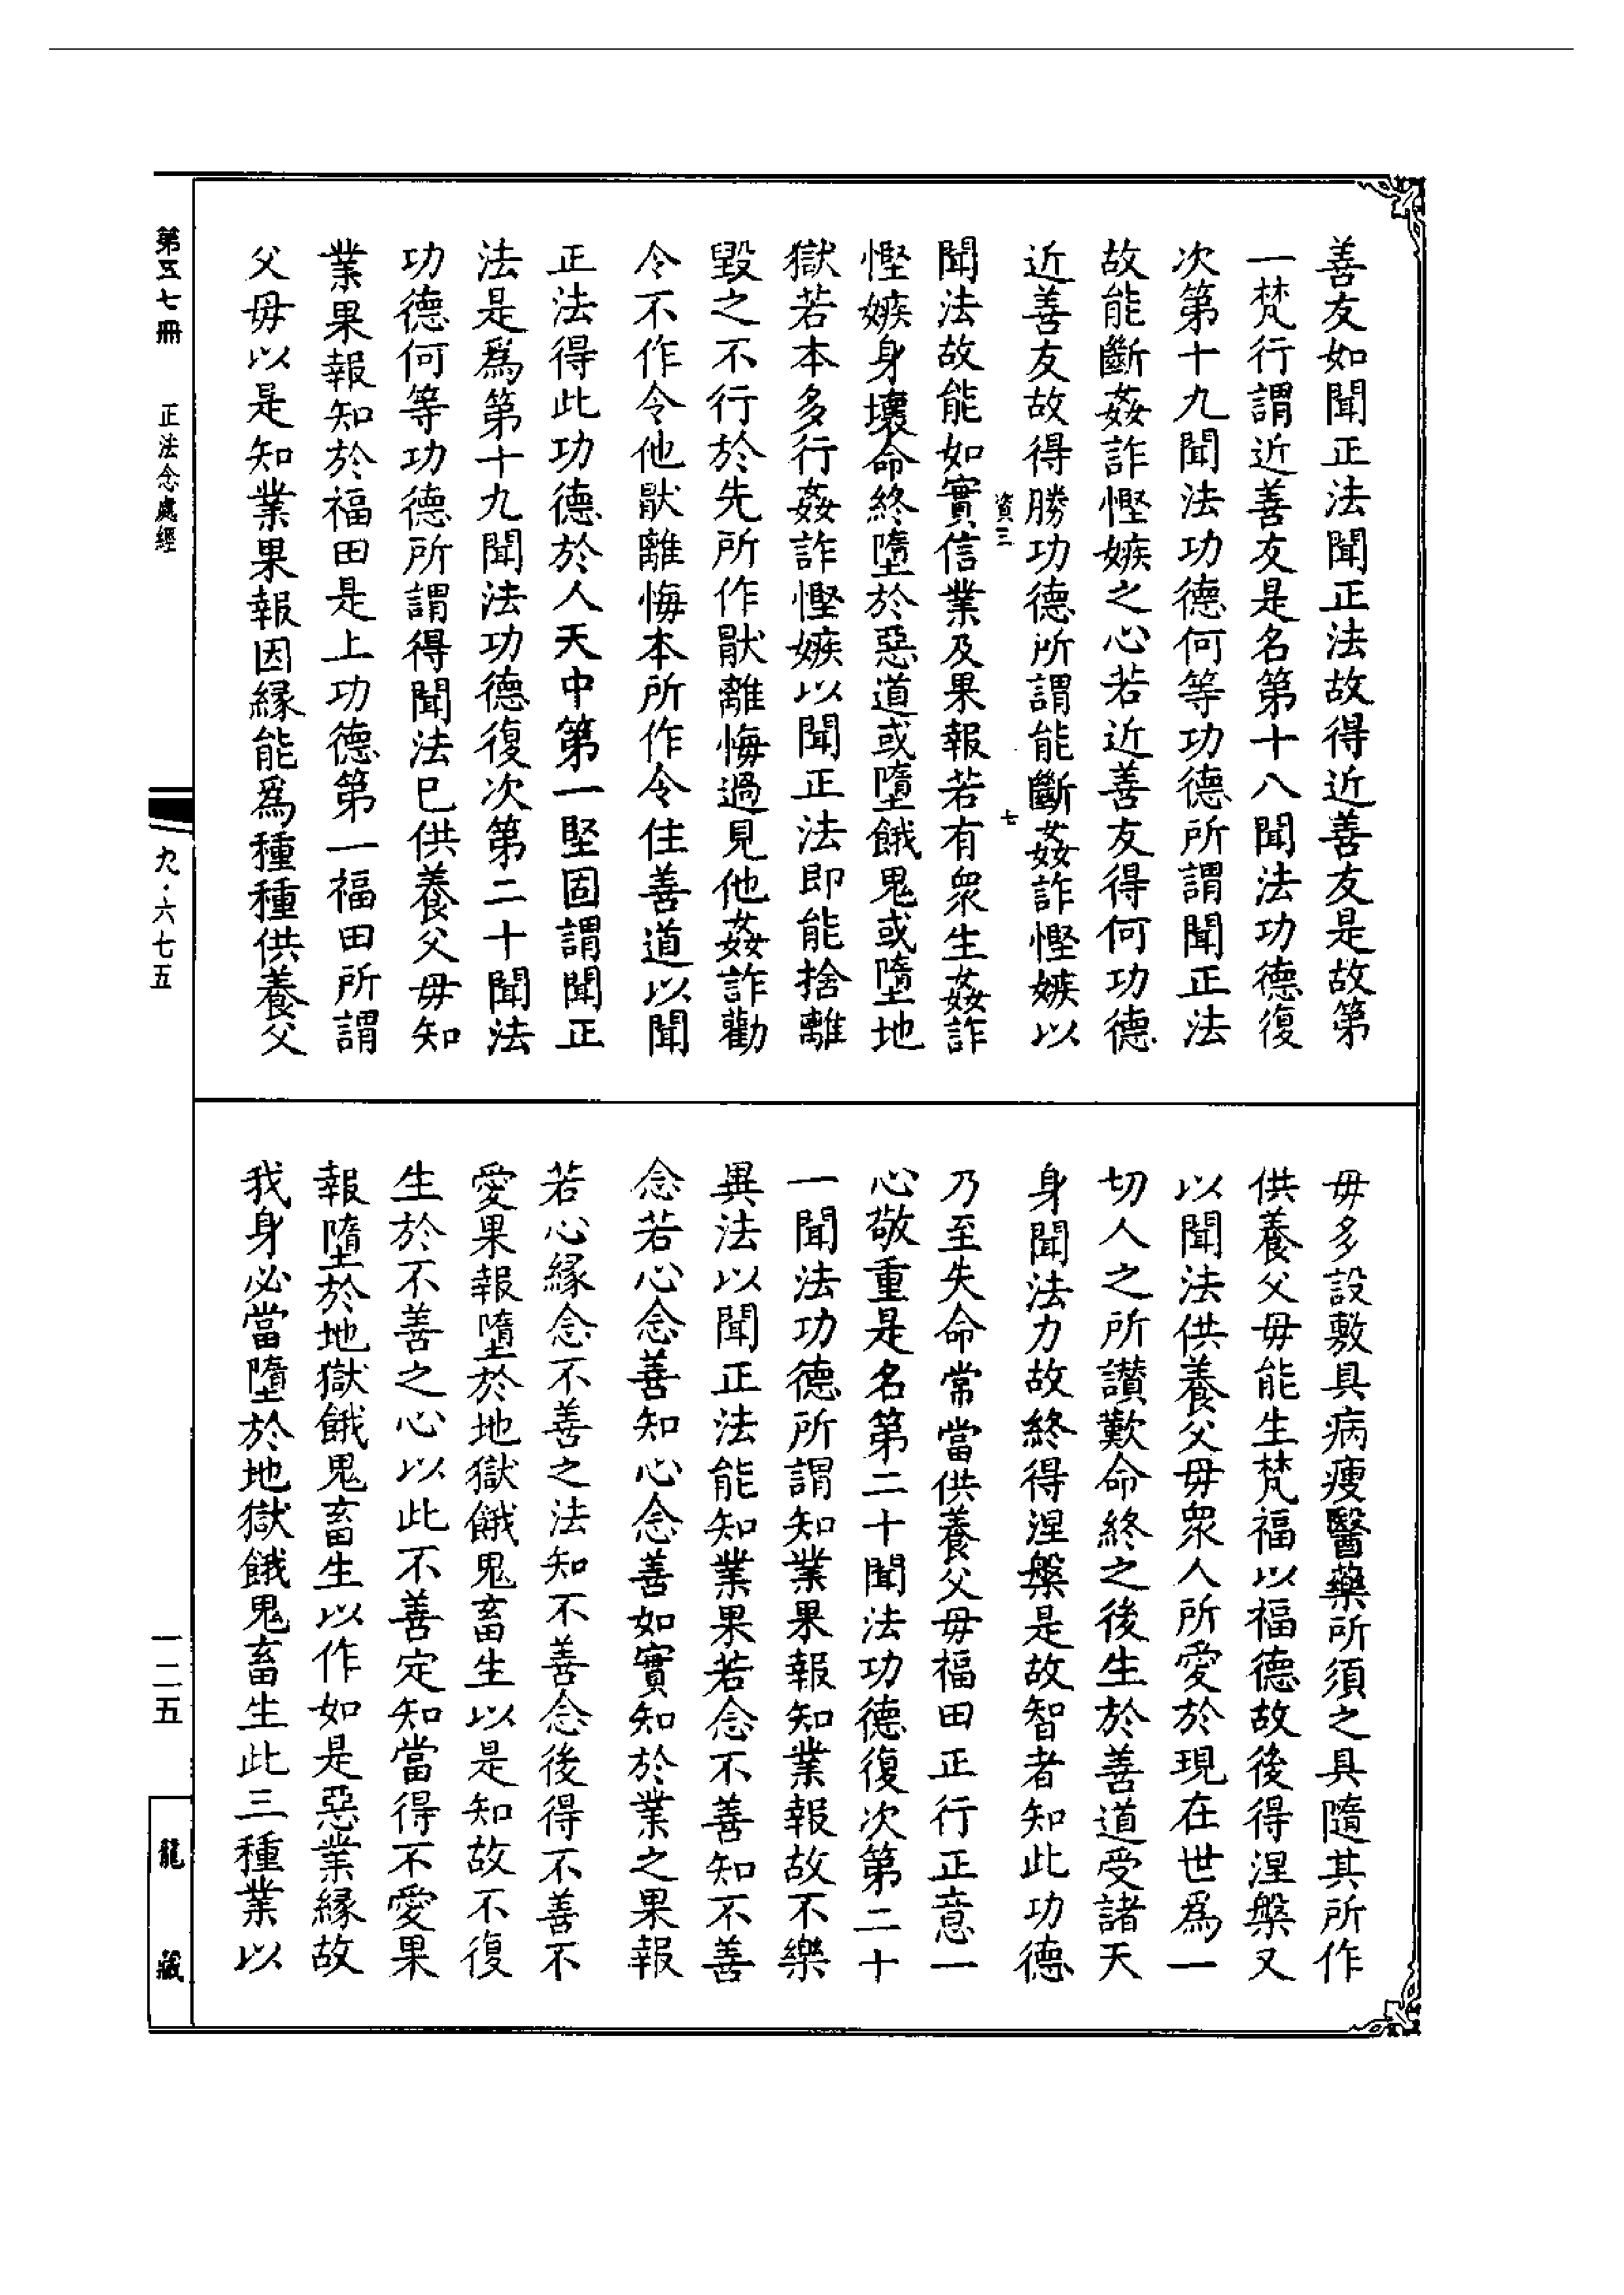 善友如聞正法聞正法故得近善友是故第
一梵行謂近善友是名第十八聞法功德復
次第十九聞法功德何等功德所謂聞正法
故能斷姦詐慳嫉之心若近善友得何功德
近善友故得勝功德所謂能斷姦詐慳嫉以
資三
七
聞法故能如實信業及果報若有衆生姦詐
慳嫉身壞命終墮於惡道或墮餓鬼或墮地
獄若本多行姦詐慳嫉以聞正法即能捨離
毀之不行於先所作猒離悔過見他姦詐勸
令不作令他猒離悔本所作令住善道以聞
正法得此功德於人天中第一堅固謂聞正
法是爲第十九聞法功德復次第二十聞法
功德何等功德所謂得聞法已供養父母知
業果報知於福田是上功德第一福田所謂
父母以是知業果果報因緣能爲種種供養父
母多設敷具病瘦醫藥所須之具隨其所作
供養父母能生梵福以福德故後得涅槃又
以聞法供養父母衆人所愛於現在世爲一
切人之所讚歎命終之後生於善道受諸天
身聞法力故終得涅槃是故智者知此功德
乃至失命常當供養父母福田正行正意一
心敬重是名第二十聞法功德復次第二十
一聞法功德所謂知業果報知業報故不樂
異法以聞正法能知業果若念不善知不善
念若心念善知心念善如實知於業之果報
若心緣念不善之法知不善念後得不善不
愛果報墮於地獄餓鬼畜生以是知故不復
生於不善之心以此不善定知當得不愛果
報墮於地獄餓鬼畜生以作如是惡業緣故
我身必當墮於地獄餓鬼畜生此三種業以
第五七冊
正法念處經
九·六七五
一二五
龍藏